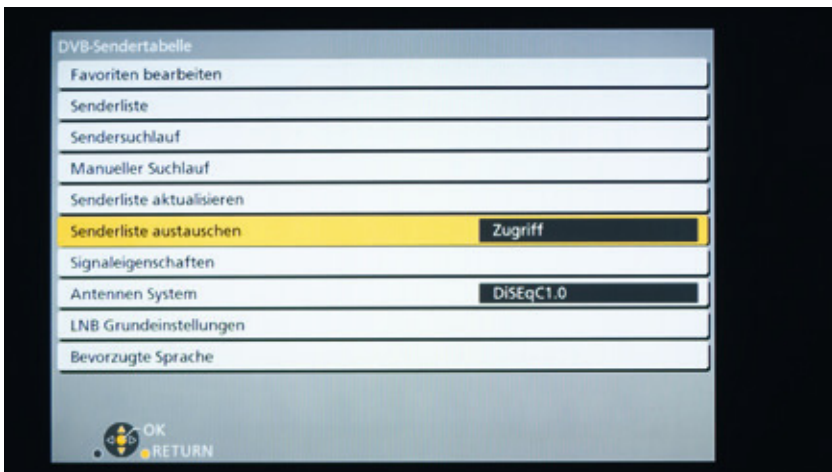 DVB-Sendertabelle
Favoriten bearbeiten
Senderliste
Sendersuchlauf
Manueller Suchlauf
Senderliste aktualisieren
Senderliste austauschen Zugriff
Signaleigenschaften
Antennen System DiSEqC1.0
LNB Grundeinstellungen
Bevorzugte Sprache
OK
RETURN